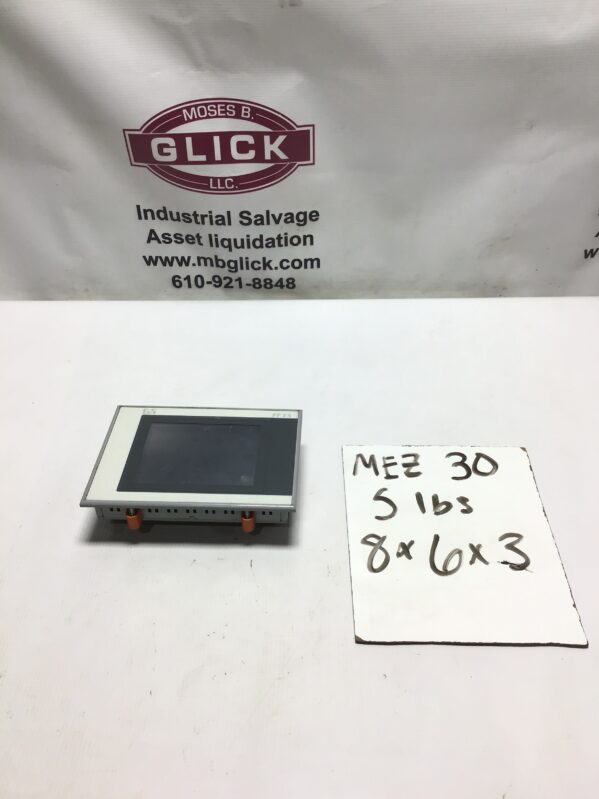 MOSES B.
GLICK
LLC.
Industrial Salvage
Asset liquidation
www.mbglick.com
610-921-8848
MEZ 30
5 lbs
8x6x3